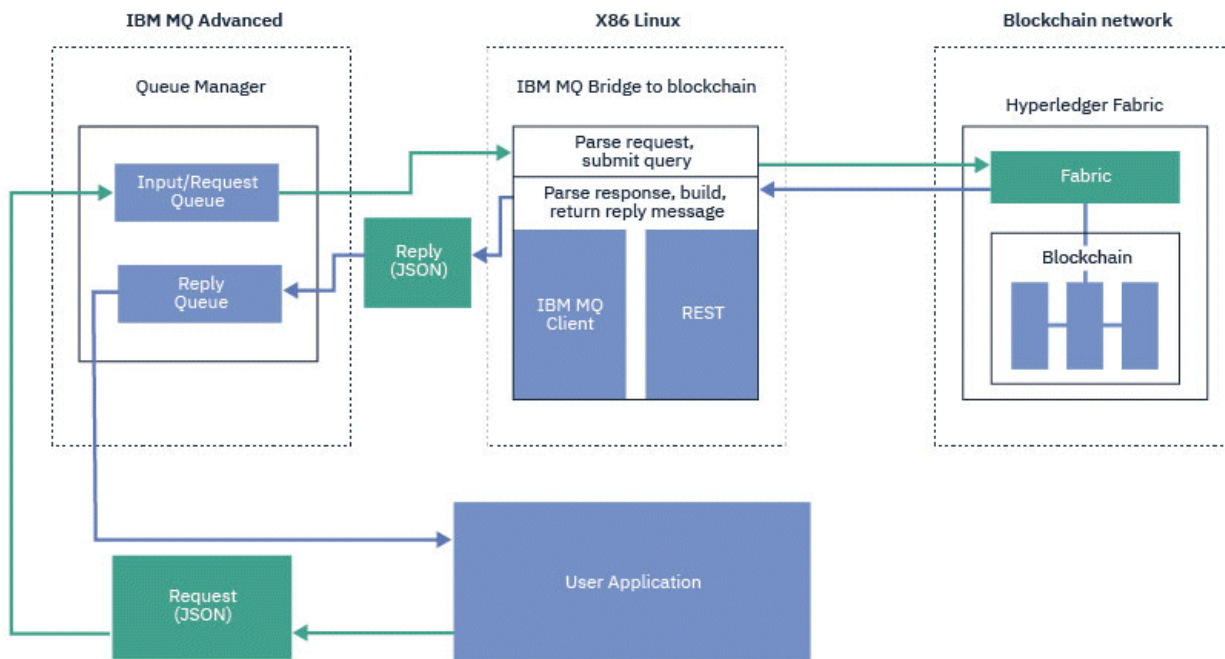 IBM MQ Advanced
X86 Linux
Blockchain network
Queue Manager
IBM MQ Bridge to blockchain
Hyperledger Fabric
Input/Request
Queue
Parse request,
submit query
Fabric
Parse response, build,
return reply message
Reply
(JSON)
Reply
Queue
IBM MQ
Client
REST
Blockchain
User Application
Request
(JSON)